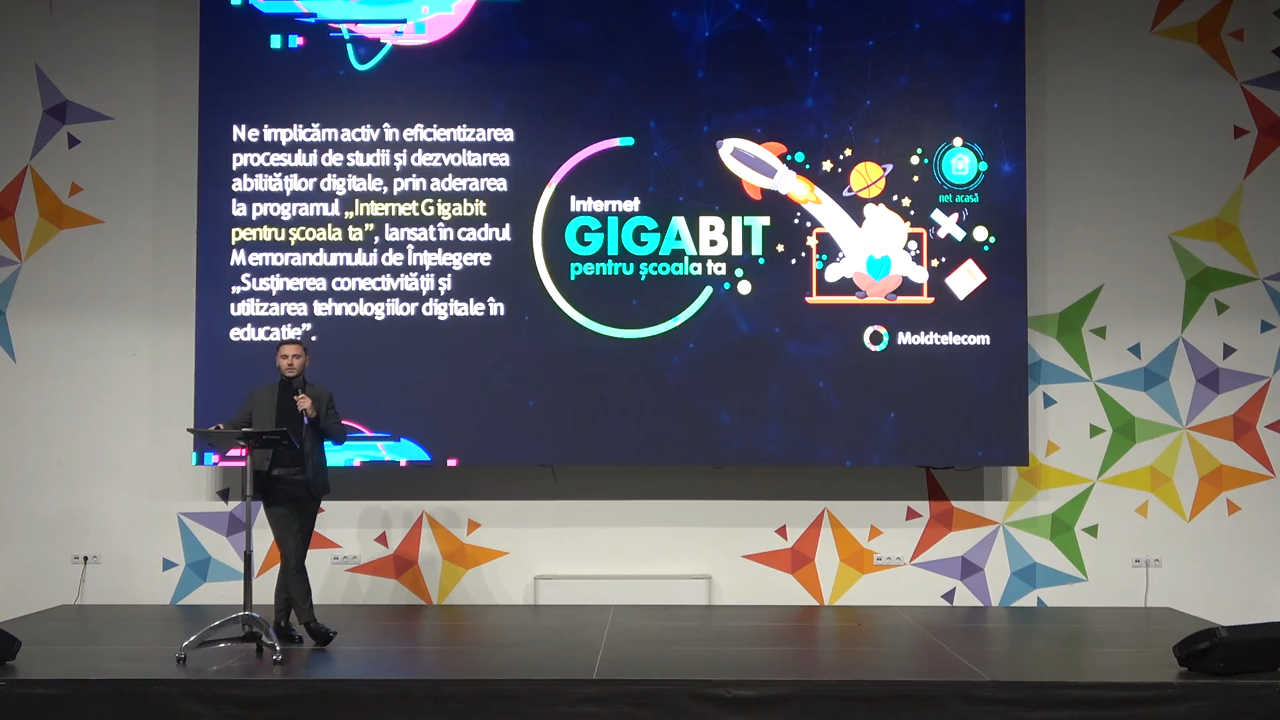 Ne implicăm activ în eficientizarea
procesului de studii și dezvoltarea
abilităților digitale, prin aderarea
la programul „Internet Gigabit
pentru școala ta”, lansat în cadrul
Memorandumului de Înțelegere
„Susținerea conectivității și
utilizarea tehnologiilor digitale în
educație”.
Internet
GIGABIT
pentru școala ta
net acasă
Moldtelecom